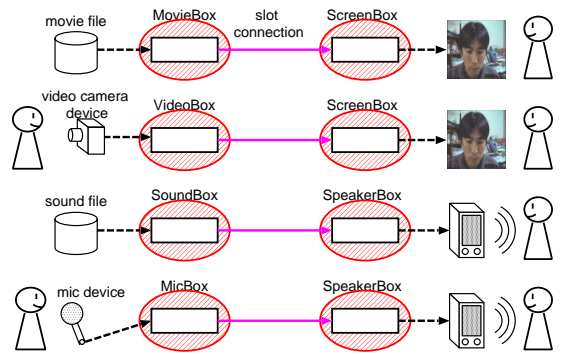 movie file
MovieBox
slot
connection
ScreenBox
video camera
device
VideoBox
ScreenBox
sound file
SoundBox
SpeakerBox
mic device
MicBox
SpeakerBox